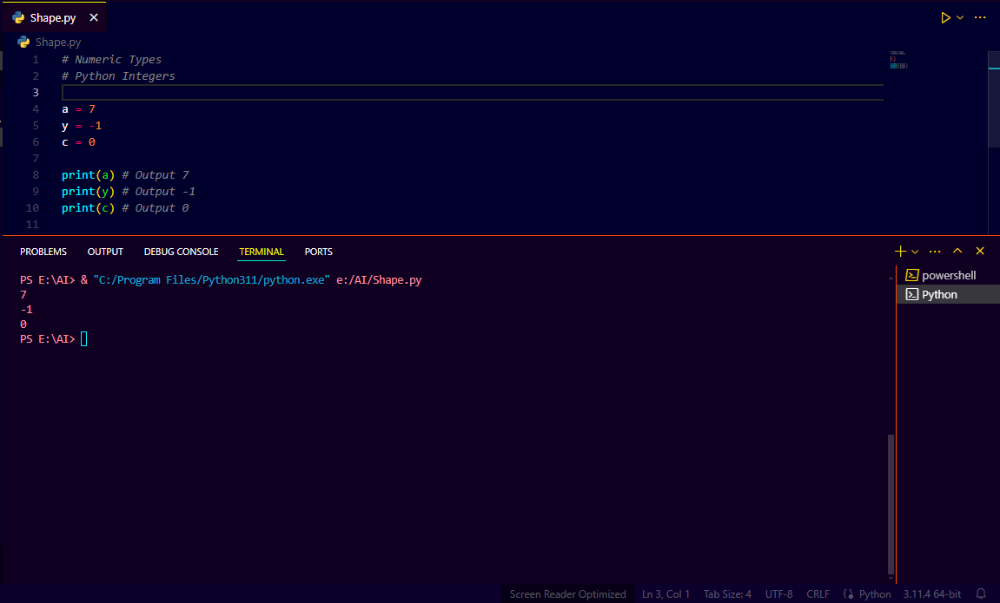 Shape.py
Shape.py
1 # Numeric Types
2 # Python Integers
3
4 a = 7
5 y = -1
6 c = 0
7
8 print(a) # Output 7
9 print(y) # Output -1
10 print(c) # Output 0
11
PROBLEMS OUTPUT DEBUG CONSOLE TERMINAL PORTS
PS E:\AI> & "C:/Program Files/Python311/python.exe" e:/AI/Shape.py
7
-1
0
PS E:\AI>
powershell
Python
Screen Reader Optimized Ln 3, Col 1 Tab Size: 4 UTF-8 CRLF Python 3.11.4 64-bit